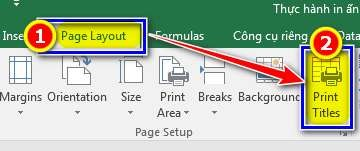 Thực hành in ấn
Inse Page Layout Formulas Công cụ riêng Data
1
2
Margins Orientation Size Print Area Breaks Background Print Titles
Page Setup